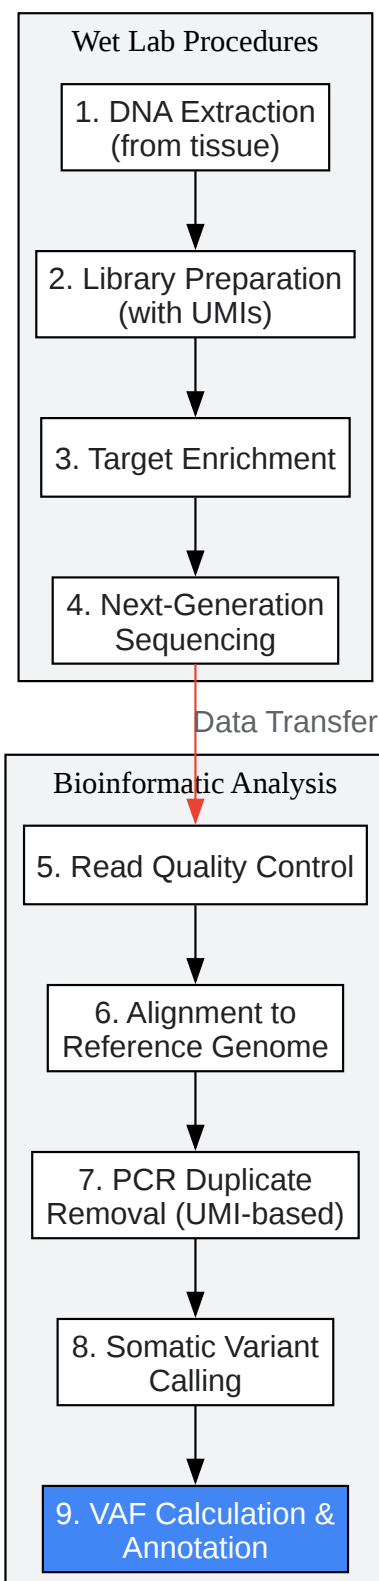 Wet Lab Procedures
1. DNA Extraction
(from tissue)
2. Library Preparation
(with UMIs)
3. Target Enrichment
4. Next-Generation
Sequencing
Data Transfer
Bioinformatic Analysis
5. Read Quality Control
6. Alignment to
Reference Genome
7. PCR Duplicate
Removal (UMI-based)
8. Somatic Variant
Calling
9. VAF Calculation &
Annotation